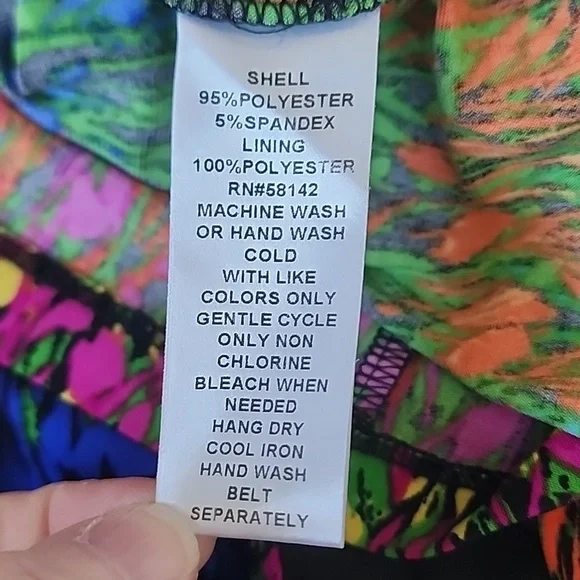 SHELL
95%POLYESTER
5%SPANDEX
LINING
100%POLYESTER
RN#58142
MACHINE WASH
OR HAND WASH
COLD
WITH LIKE
COLORS ONLY
GENTLE CYCLE
ONLY NON
CHLORINE
BLEACH WHEN
NEEDED
HANG DRY
COOL IRON
HAND WASH
BELT
SEPARATELY